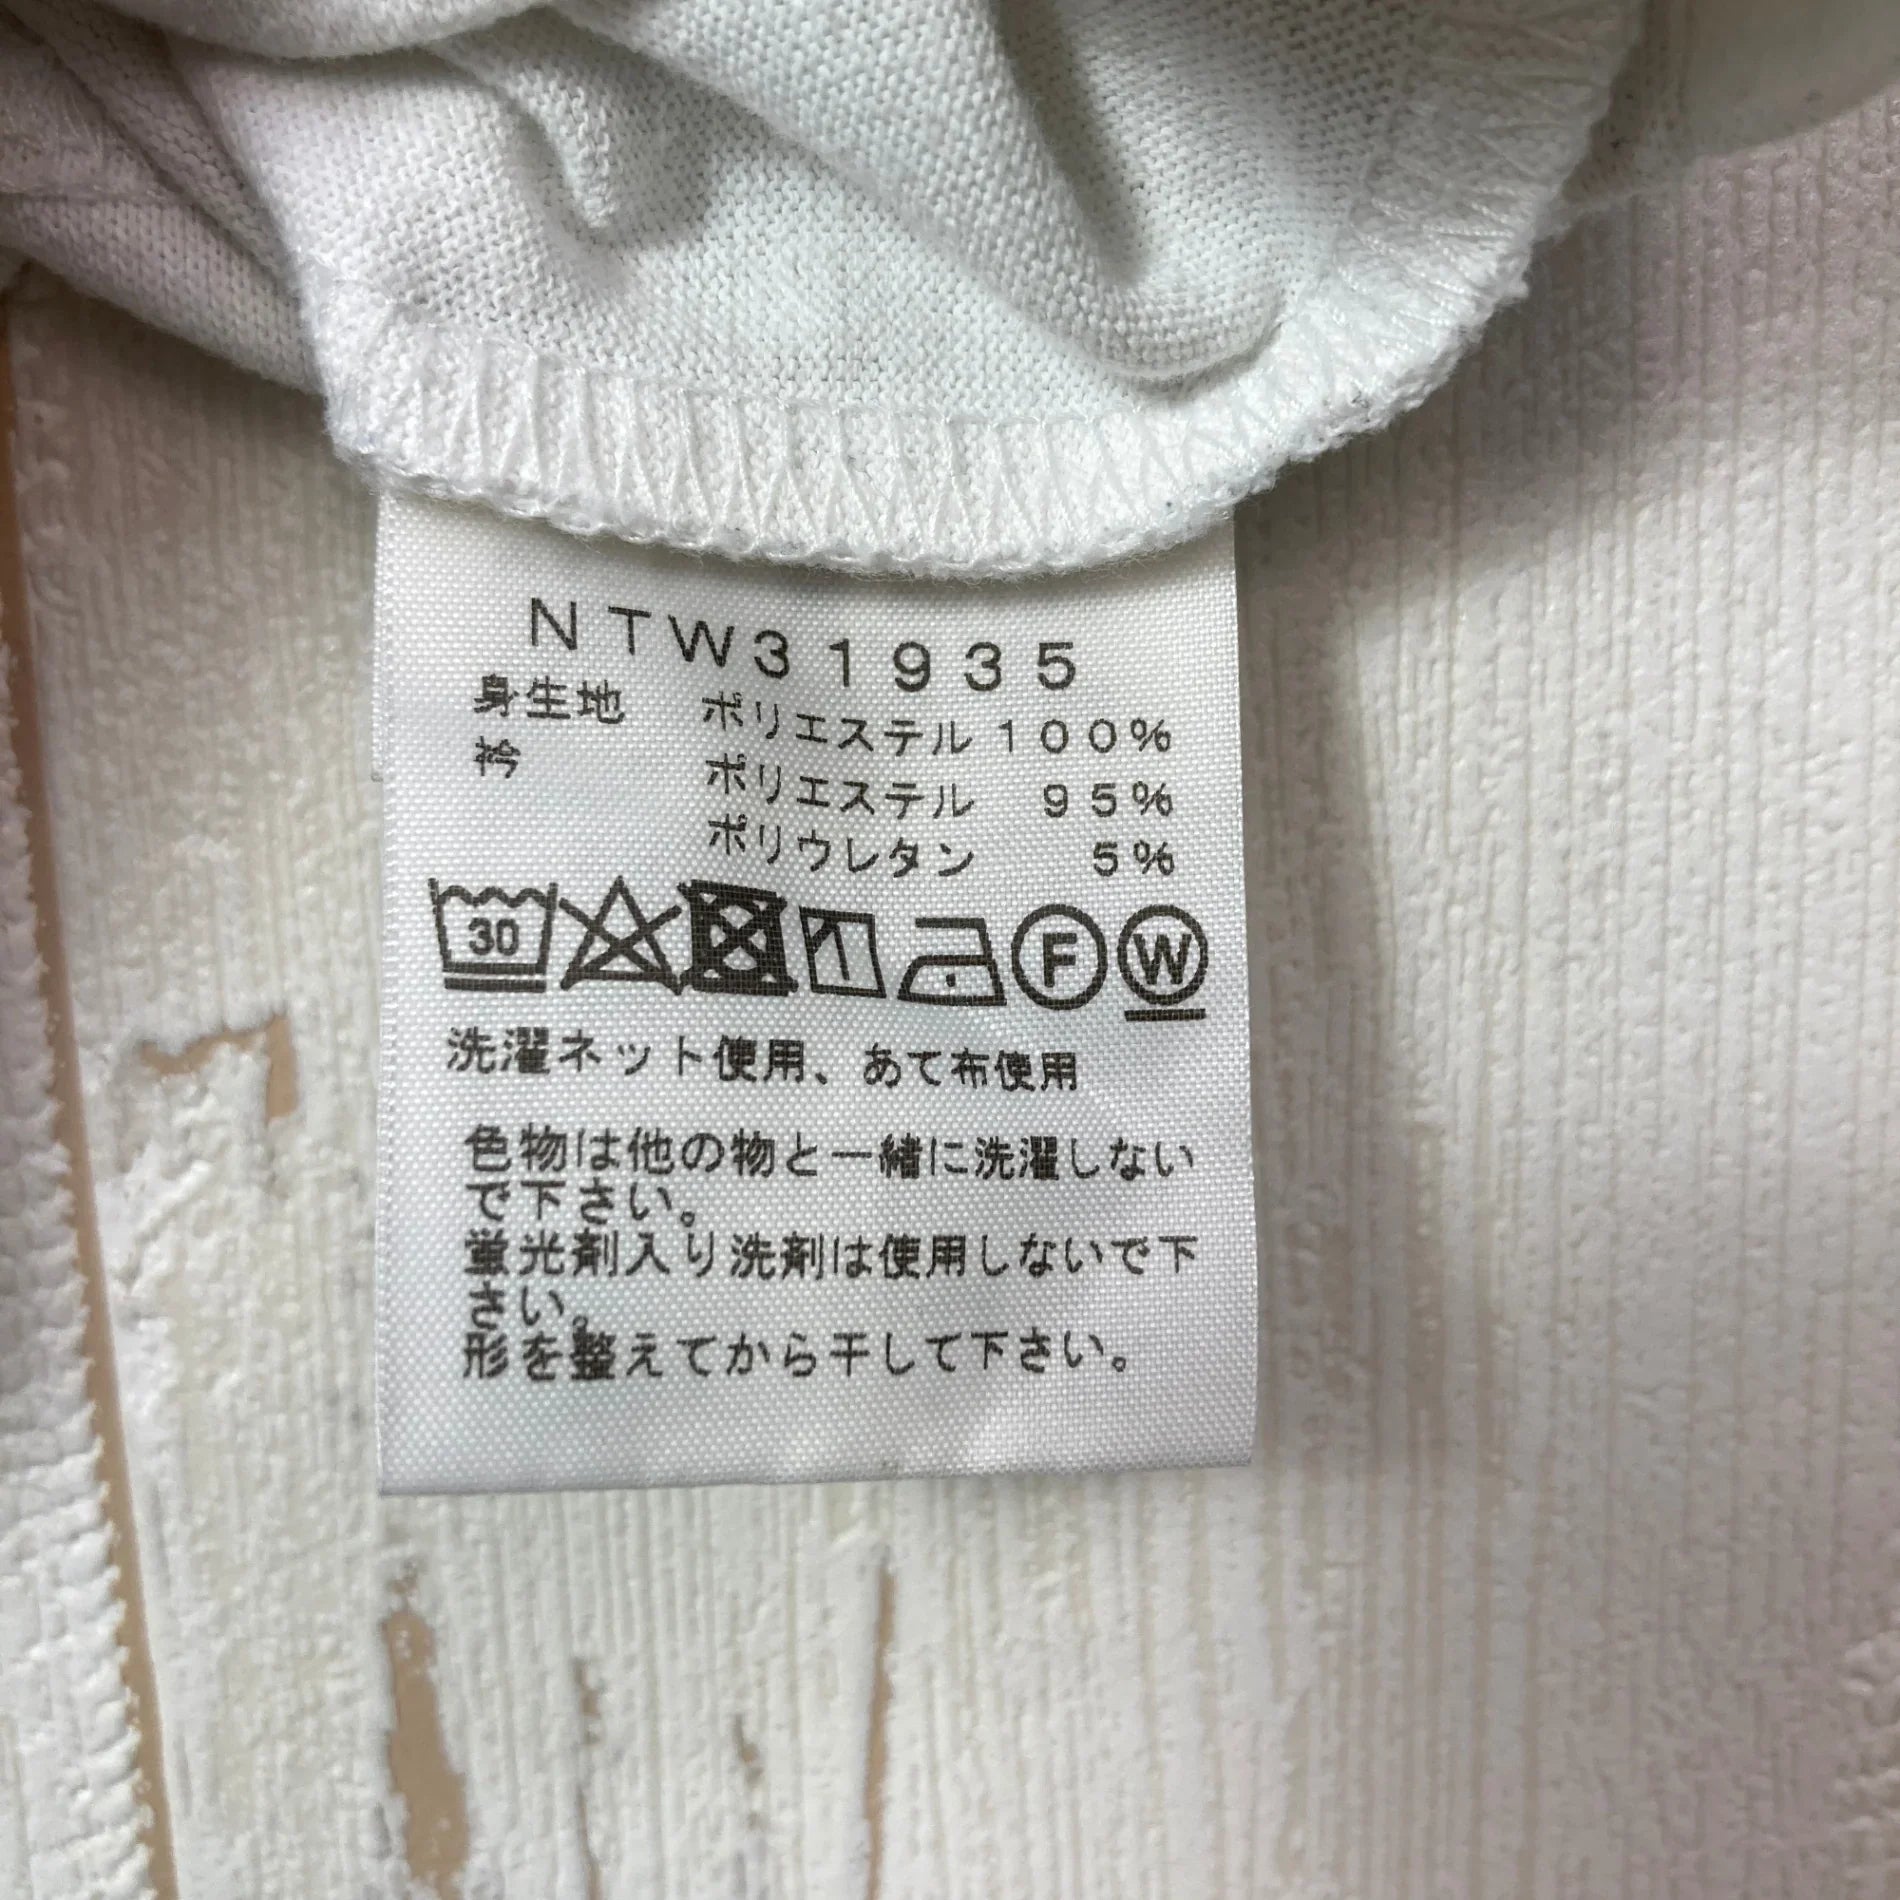 NTW31935
身生地 ポリエステル100%
衿 ポリエステル 95%
ポリウレタン 5%
30 F W
洗濯ネット使用、あて布使用
色物は他の物と一緒に洗濯しない
で下さい。
蛍光剤入り洗剤は使用しないで下
さい。
形を整えてから干して下さい。